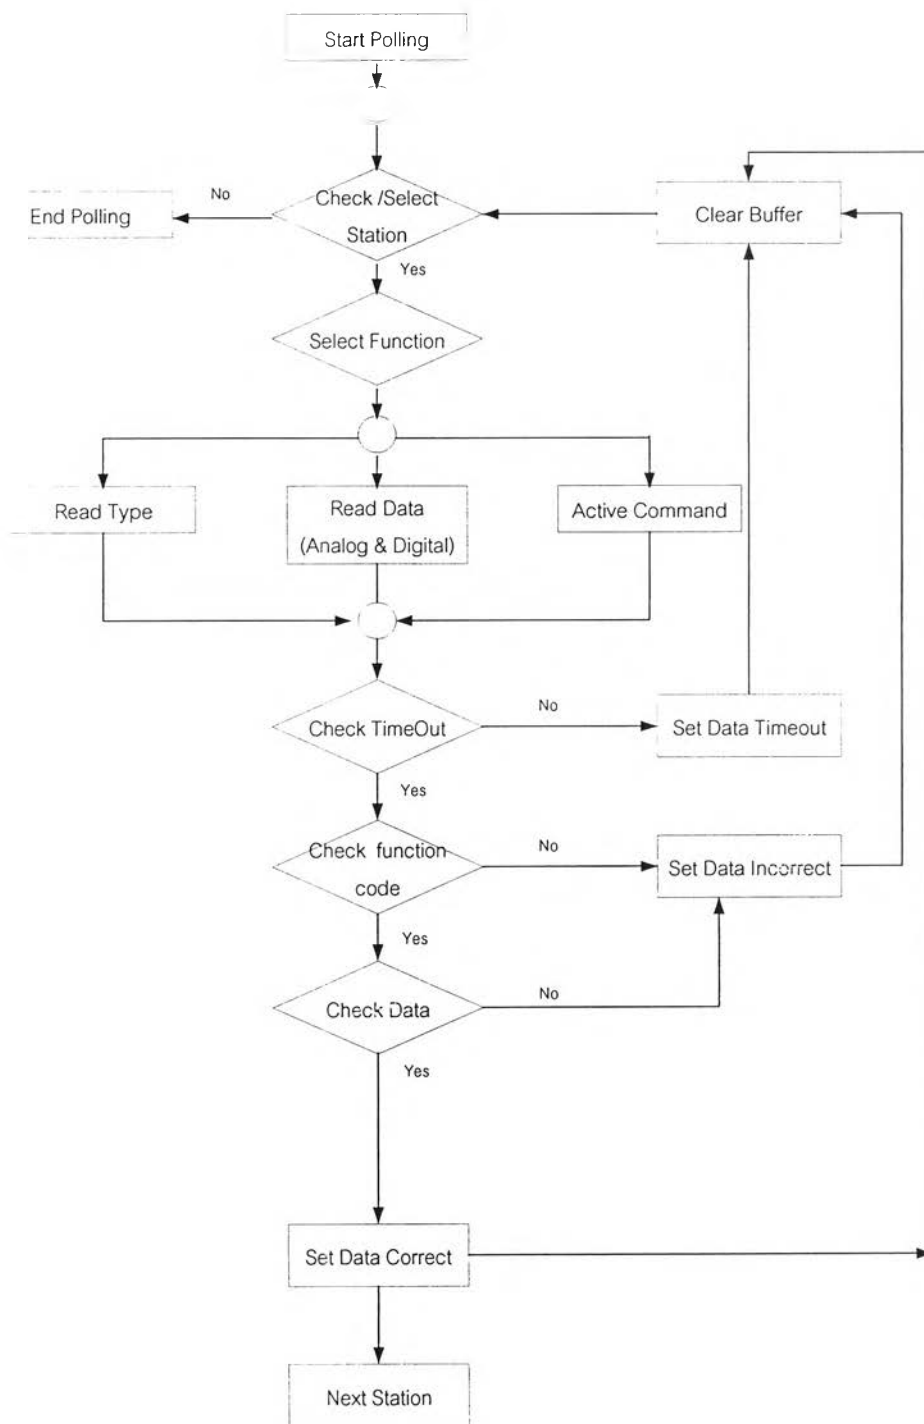 Start Polling
No
Check /Select
Station
End Polling
Clear Buffer
Yes
Select Function
Read Type
Read Data
(Analog & Digital)
Active Command
Check TimeOut
No
Set Data Timeout
Yes
Check function
code
No
Set Data Incorrect
Yes
Check Data
No
Yes
Set Data Correct
Next Station